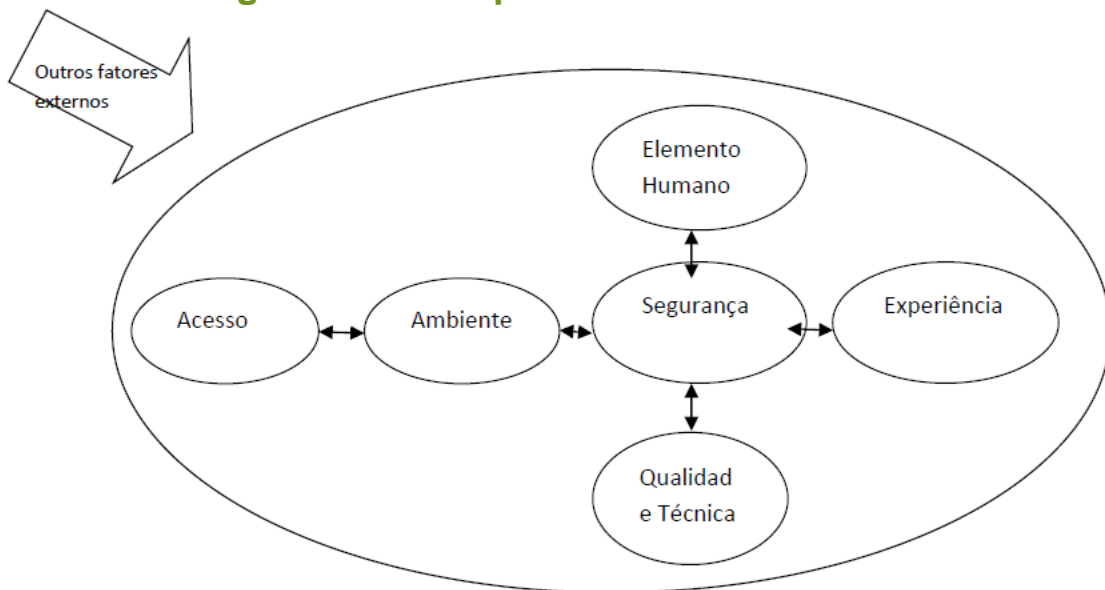 Outros fatores
externos
Elemento
Humano
Acesso
Ambiente
Segurança
Experiência
Qualidad
e Técnica